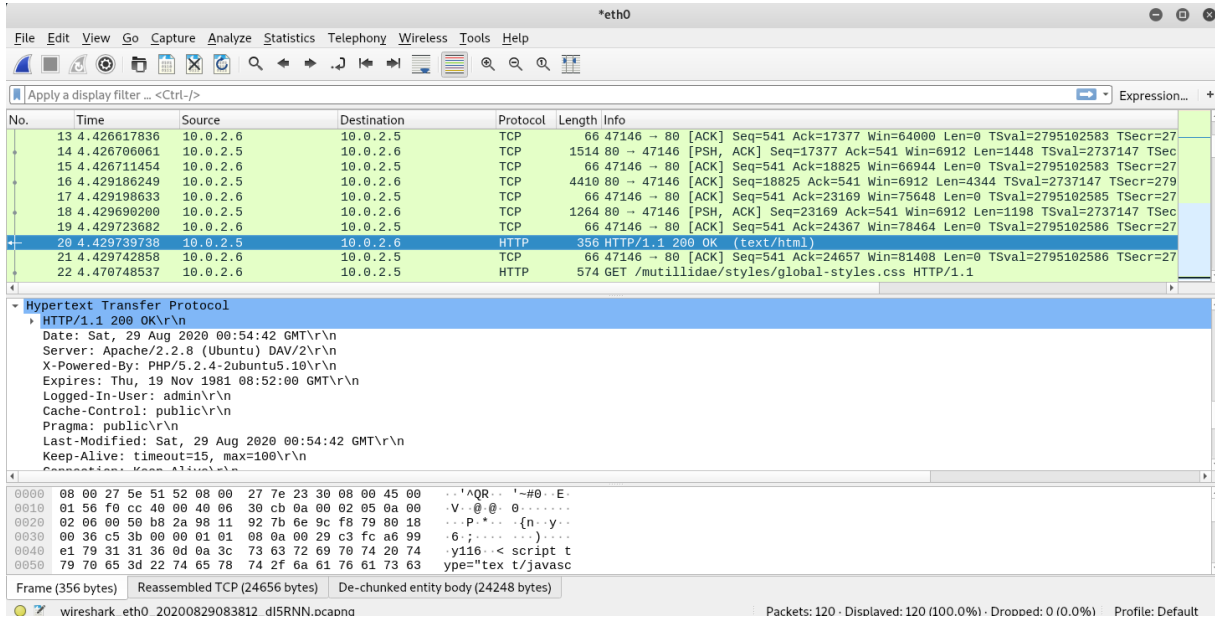 *eth0
File Edit View Go Capture Analyze Statistics Telephony Wireless Tools Help
Apply a display filter ... <Ctrl-/> Expression... +
No. Time Source Destination Protocol Length Info
13 4.426617836 10.0.2.6 10.0.2.5 TCP 66 47146 → 80 [ACK] Seq=541 Ack=17377 Win=64000 Len=0 TSval=2795102583 TSecr=27
14 4.426706061 10.0.2.5 10.0.2.6 TCP 1514 80 → 47146 [PSH, ACK] Seq=17377 Ack=541 Win=6912 Len=1448 TSval=2737147 TSec
15 4.426711454 10.0.2.6 10.0.2.5 TCP 66 47146 → 80 [ACK] Seq=541 Ack=18825 Win=66944 Len=0 TSval=2795102583 TSecr=27
16 4.429186249 10.0.2.5 10.0.2.6 TCP 4410 80 → 47146 [ACK] Seq=18825 Ack=541 Win=6912 Len=4344 TSval=2737147 TSecr=279
17 4.429198633 10.0.2.6 10.0.2.5 TCP 66 47146 → 80 [ACK] Seq=541 Ack=23169 Win=75648 Len=0 TSval=2795102585 TSecr=27
18 4.429690200 10.0.2.5 10.0.2.6 TCP 1264 80 → 47146 [PSH, ACK] Seq=23169 Ack=541 Win=6912 Len=1198 TSval=2737147 TSec
19 4.429723682 10.0.2.6 10.0.2.5 TCP 66 47146 → 80 [ACK] Seq=541 Ack=24367 Win=78464 Len=0 TSval=2795102586 TSecr=27
20 4.429739738 10.0.2.5 10.0.2.6 HTTP 356 HTTP/1.1 200 OK (text/html)
21 4.429742858 10.0.2.6 10.0.2.5 TCP 66 47146 → 80 [ACK] Seq=541 Ack=24657 Win=81408 Len=0 TSval=2795102586 TSecr=27
22 4.470748537 10.0.2.6 10.0.2.5 HTTP 574 GET /mutillidae/styles/global-styles.css HTTP/1.1
Hypertext Transfer Protocol
HTTP/1.1 200 OK\r\n
Date: Sat, 29 Aug 2020 00:54:42 GMT\r\n
Server: Apache/2.2.8 (Ubuntu) DAV/2\r\n
X-Powered-By: PHP/5.2.4-2ubuntu5.10\r\n
Expires: Thu, 19 Nov 1981 08:52:00 GMT\r\n
Logged-In-User: admin\r\n
Cache-Control: public\r\n
Pragma: public\r\n
Last-Modified: Sat, 29 Aug 2020 00:54:42 GMT\r\n
Keep-Alive: timeout=15, max=100\r\n
Connection: Keep-Alive\r\n
0000 08 00 27 5e 51 52 08 00 27 7e 23 30 08 00 45 00 ··'^QR·· '~#0··E·
0010 01 56 f0 cc 40 00 40 06 30 cb 0a 00 02 05 0a 00 ·V··@·@· 0·······
0020 02 06 00 50 b8 2a 98 11 92 7b 6e 9c f8 79 80 18 ···P·*·· ·{n··y··
0030 00 36 c5 3b 00 00 01 01 08 0a 00 29 c3 fc a6 99 ·6·;···· ···)····
0040 e1 79 31 31 36 0d 0a 3c 73 63 72 69 70 74 20 74 ·y116··< script t
0050 79 70 65 3d 22 74 65 78 74 2f 6a 61 76 61 73 63 ype="tex t/javasc
Frame (356 bytes) Reassembled TCP (24656 bytes) De-chunked entity body (24248 bytes)
wireshark_eth0_20200829083812_dI5RNN.pcapng Packets: 120 · Displayed: 120 (100.0%) · Dropped: 0 (0.0%) Profile: Default